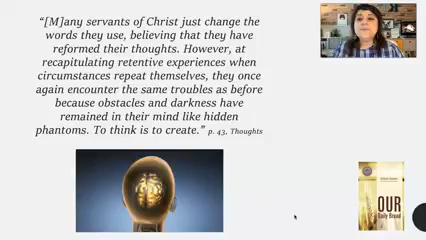 “[M]any servants of Christ just change the
words they use, believing that they have
reformed their thoughts. However, at
recapitulating retentive experiences when
circumstances repeat themselves, they once
again encounter the same troubles as before
because obstacles and darkness have
remained in their mind like hidden
phantoms. To think is to create.” p. 43, Thoughts
OUR
Daily Bread